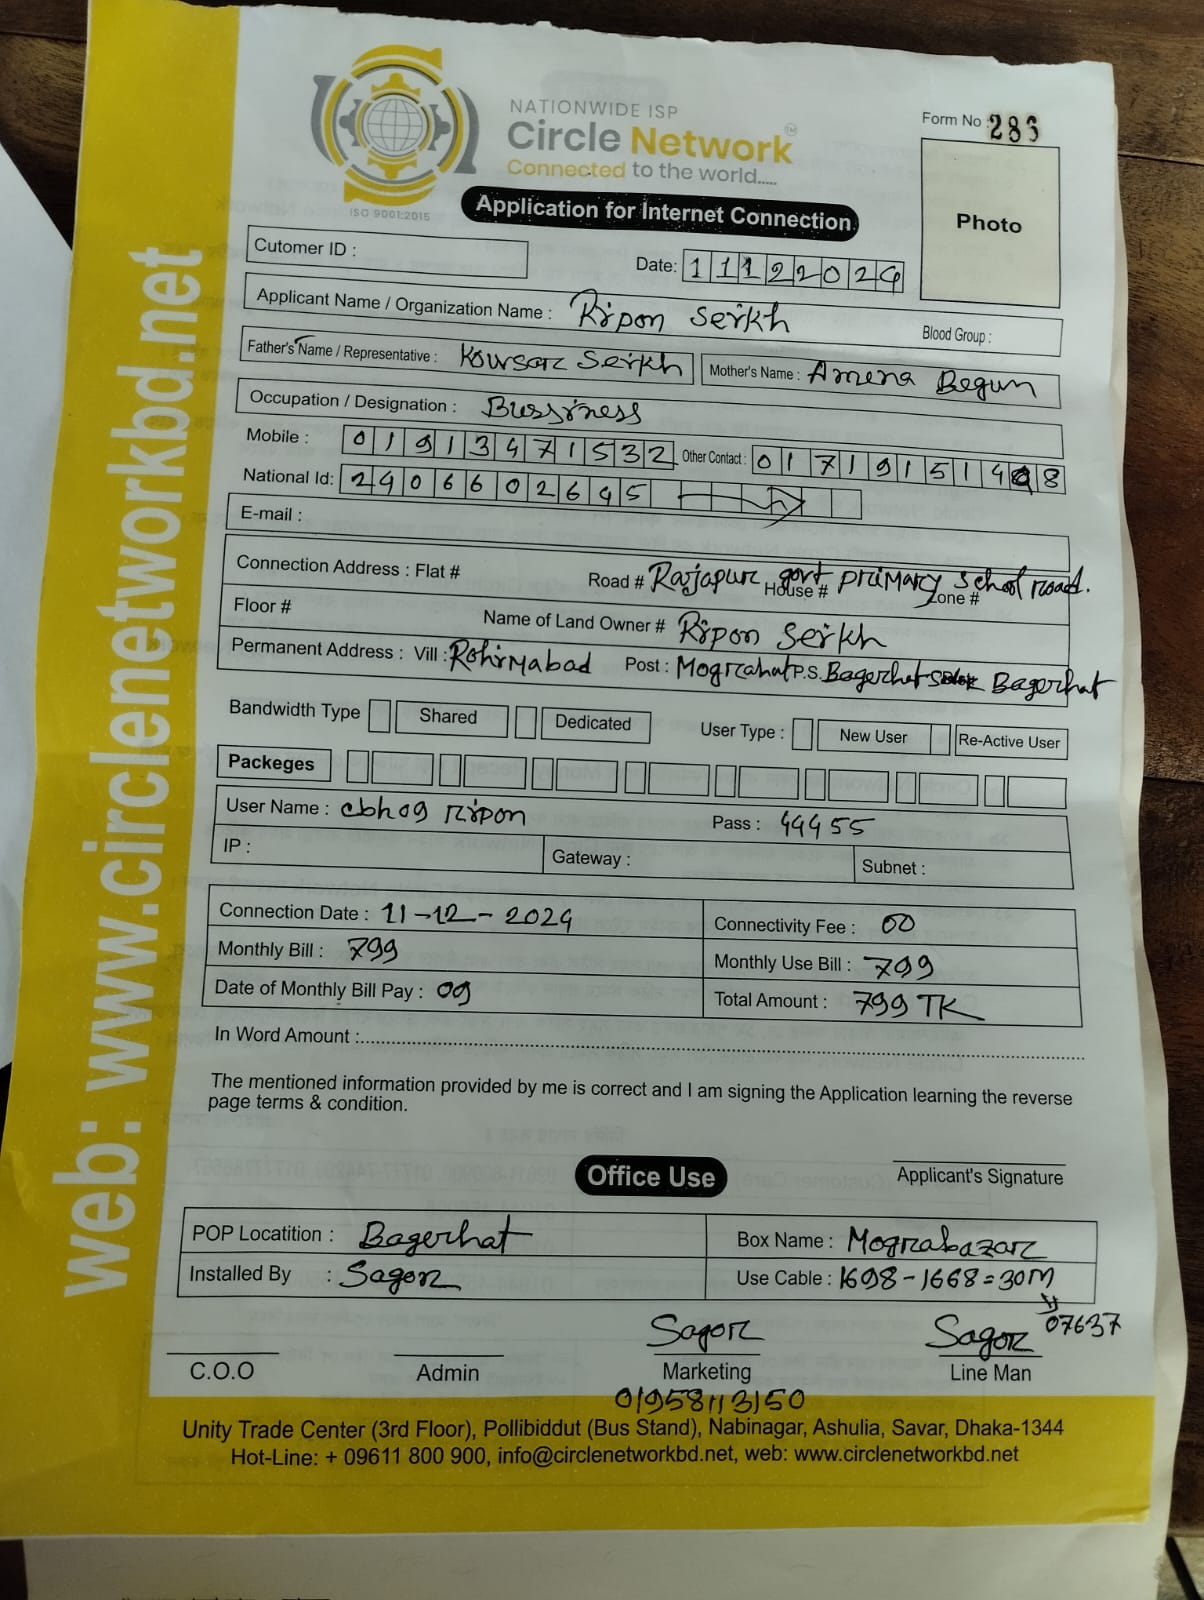 NATIONWIDE ISP
Circle Network™
Connected to the world.....
ISO 9001:2015
Form No : 283
Photo
Application for Internet Connection
Cutomer ID :
Date: 11122024
Applicant Name / Organization Name : Ripon Seikh
Blood Group :
Father's Name / Representative : Kowsar Seikh
Mother's Name : Amena Begum
Occupation / Designation : Bussiness
Mobile : 01913471532 Other Contact : 0171915148
National Id: 2406602645
E-mail :
Connection Address : Flat # Road # Rajapur govt primary School road.
House # Zone #
Floor # Name of Land Owner # Ripon Seikh
Permanent Address : Vill : Rohimabad Post : Mograhat P.S. Bagerhat Bagerhat
Bandwidth Type Shared Dedicated User Type : New User Re-Active User
Packeges
User Name : cbh09 Ripon Pass : 44455
IP : Gateway : Subnet :
Connection Date : 11-12-2024 Connectivity Fee : 00
Monthly Bill : 799 Monthly Use Bill : 799
Date of Monthly Bill Pay : 09 Total Amount : 799 TK
In Word Amount :
The mentioned information provided by me is correct and I am signing the Application learning the reverse
page terms & condition.
Applicant's Signature
Office Use
POP Locatition : Bagerhat Box Name : Mograbazar
Installed By : Sagor Use Cable : 1698-1668=30M
07637
Sagor Sagor
C.O.O Admin Marketing Line Man
01958113150
Unity Trade Center (3rd Floor), Pollibiddut (Bus Stand), Nabinagar, Ashulia, Savar, Dhaka-1344
Hot-Line: + 09611 800 900, info@circlenetworkbd.net, web: www.circlenetworkbd.net
web: www.circlenetworkbd.net